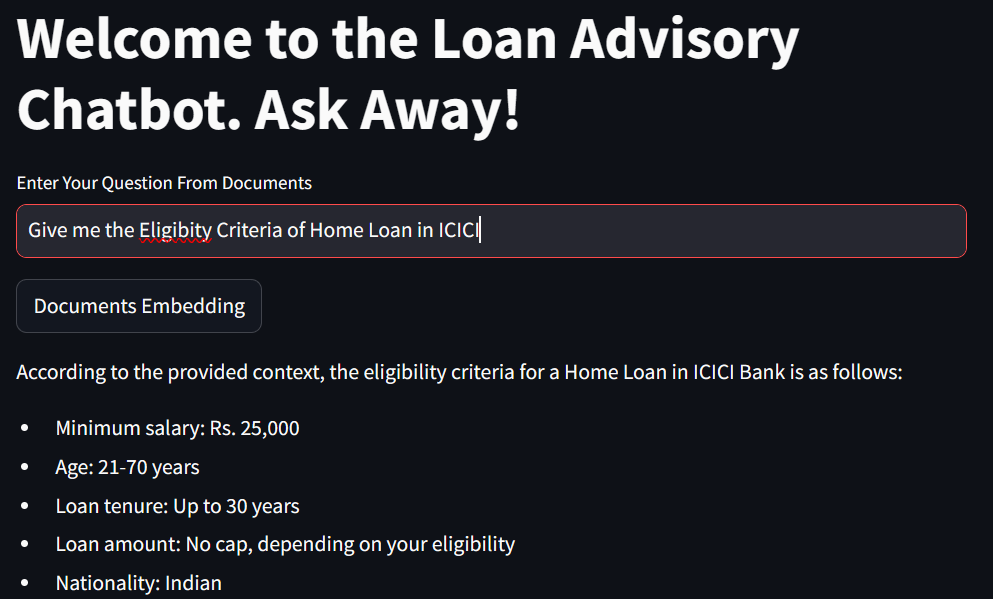 Welcome to the Loan Advisory
Chatbot. Ask Away!
Enter Your Question From Documents
Give me the Eligibity Criteria of Home Loan in ICICI
Documents Embedding
According to the provided context, the eligibility criteria for a Home Loan in ICICI Bank is as follows:
• Minimum salary: Rs. 25,000
• Age: 21-70 years
• Loan tenure: Up to 30 years
• Loan amount: No cap, depending on your eligibility
• Nationality: Indian